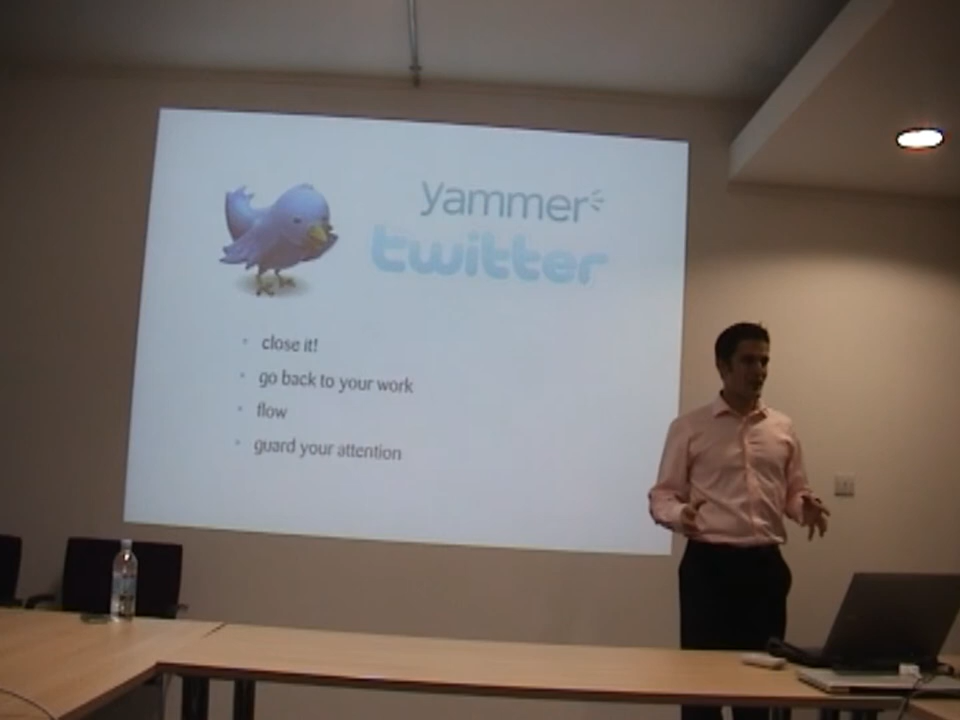 yammer
twitter
close it!
go back to your work
flow
guard your attention